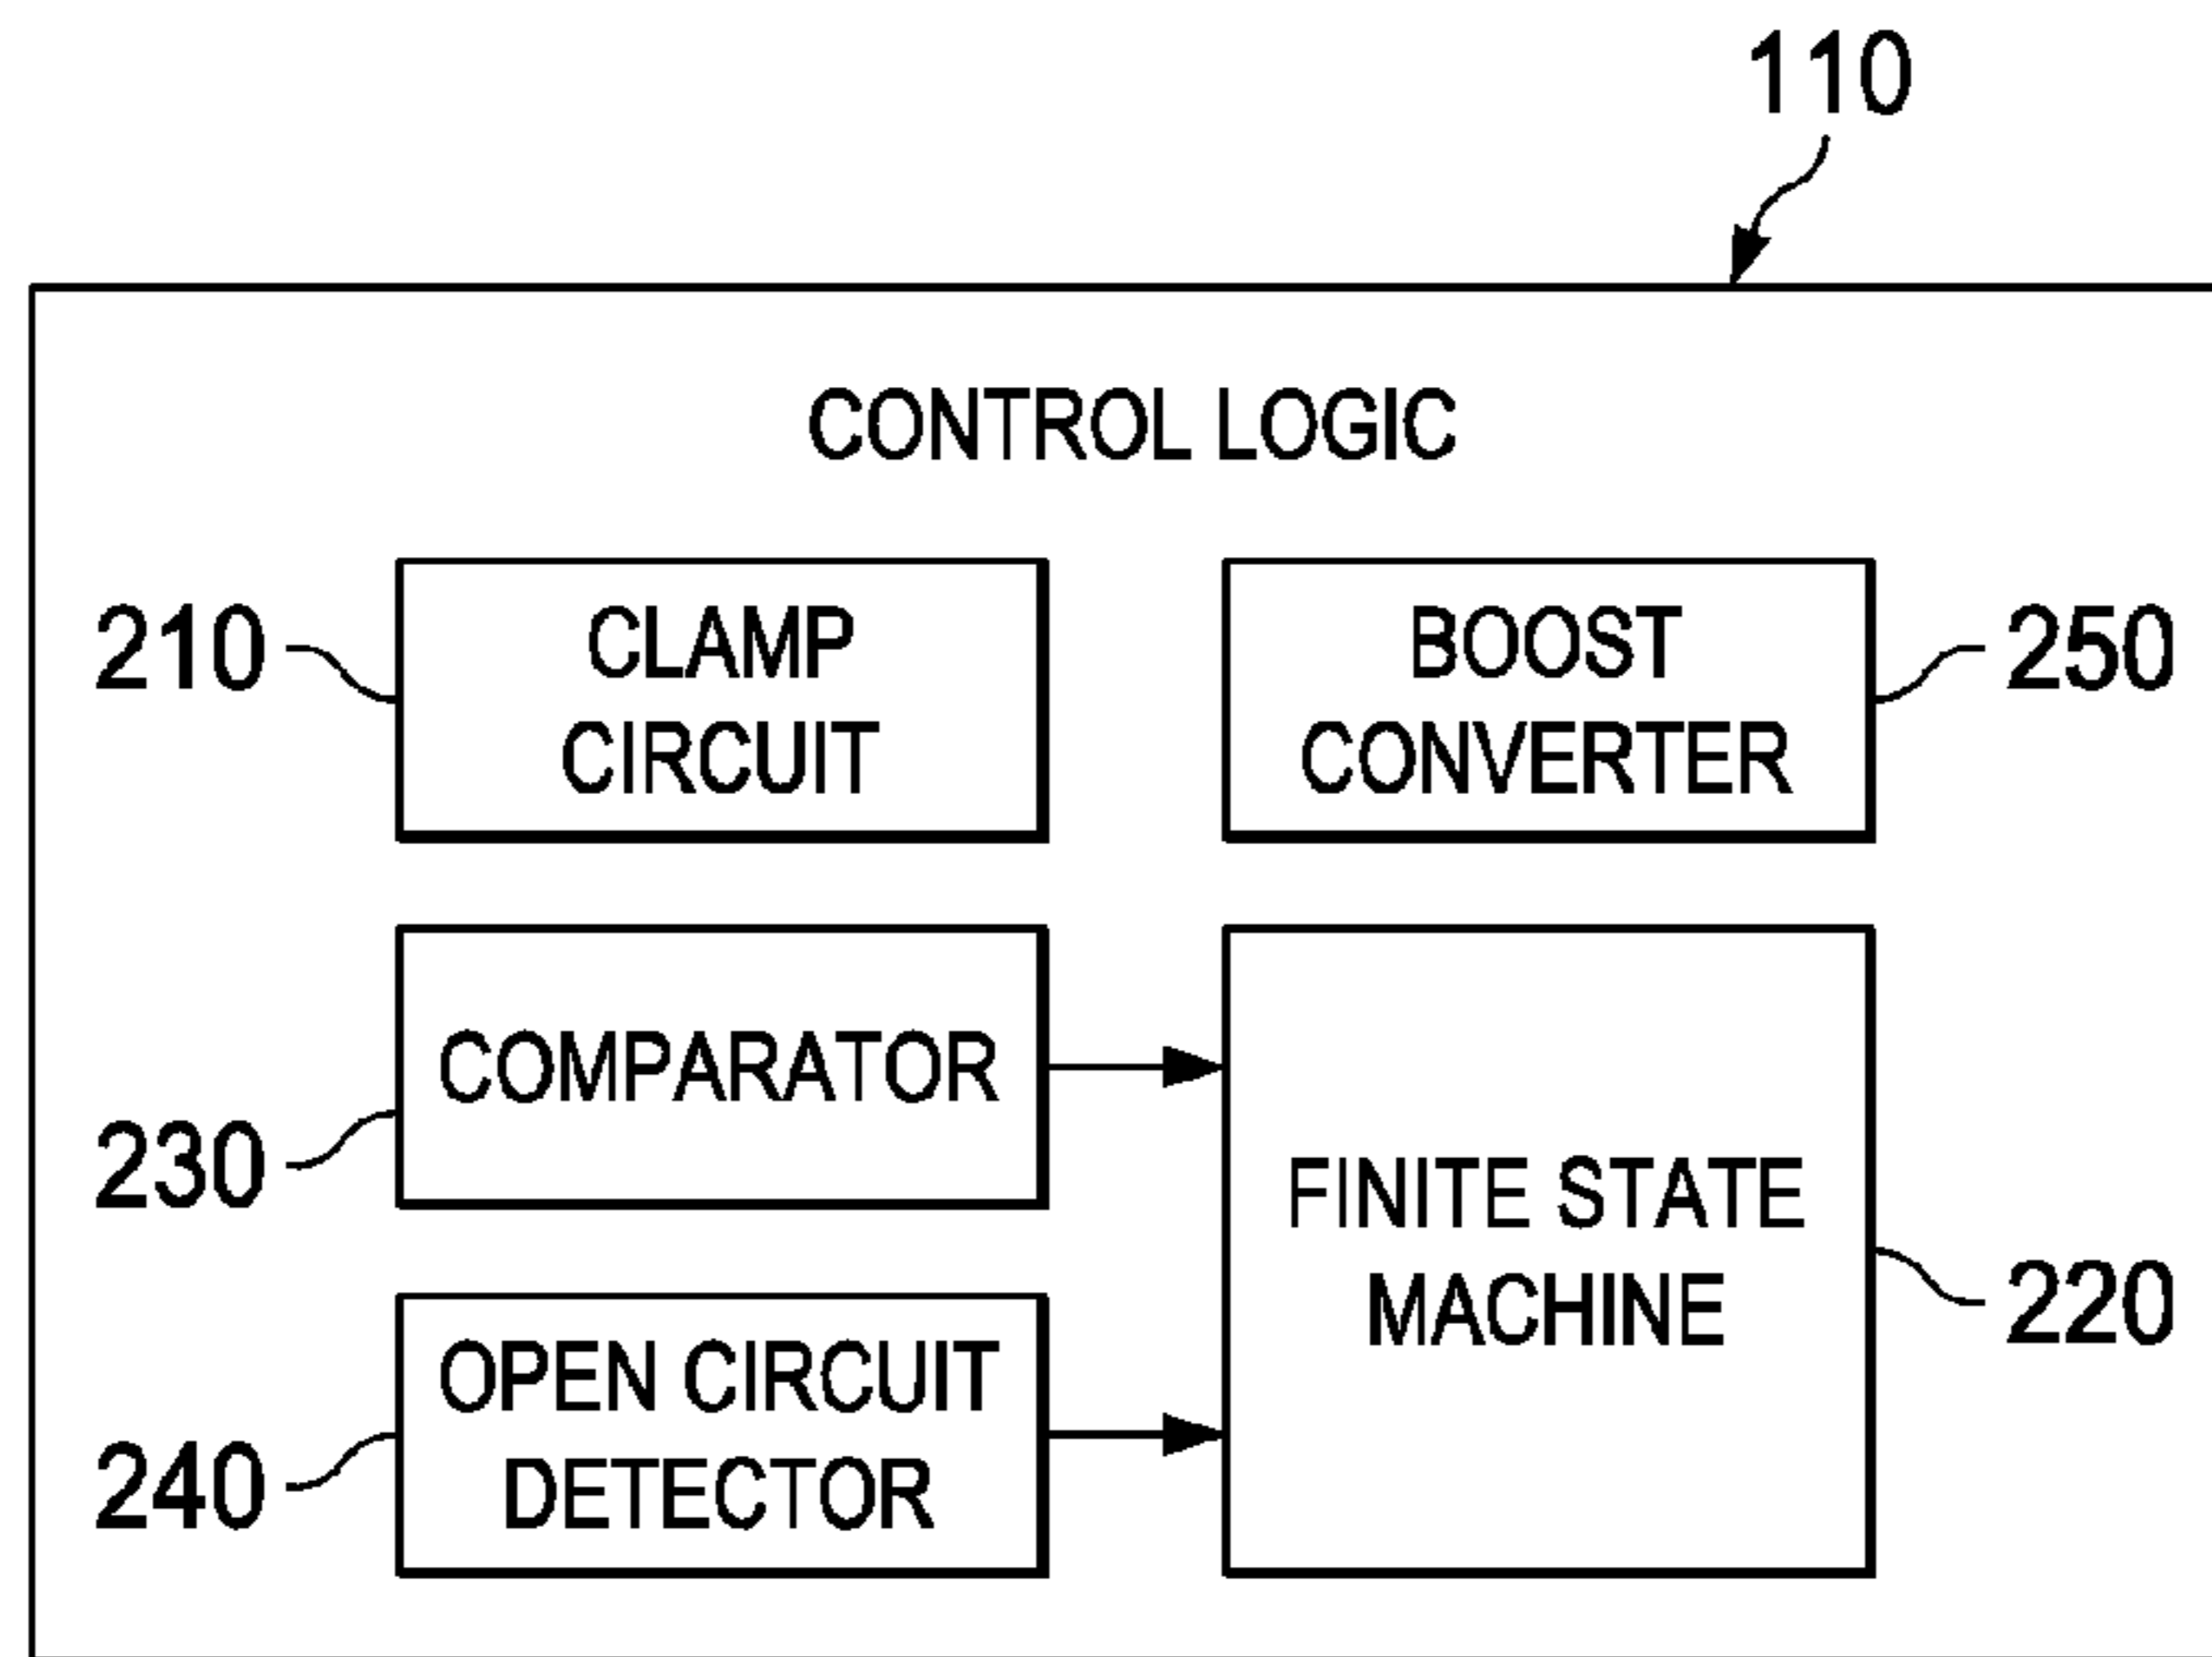 110
CONTROL LOGIC
210
CLAMP
CIRCUIT
BOOST
CONVERTER
250
230
COMPARATOR
FINITE STATE
MACHINE
220
240
OPEN CIRCUIT
DETECTOR